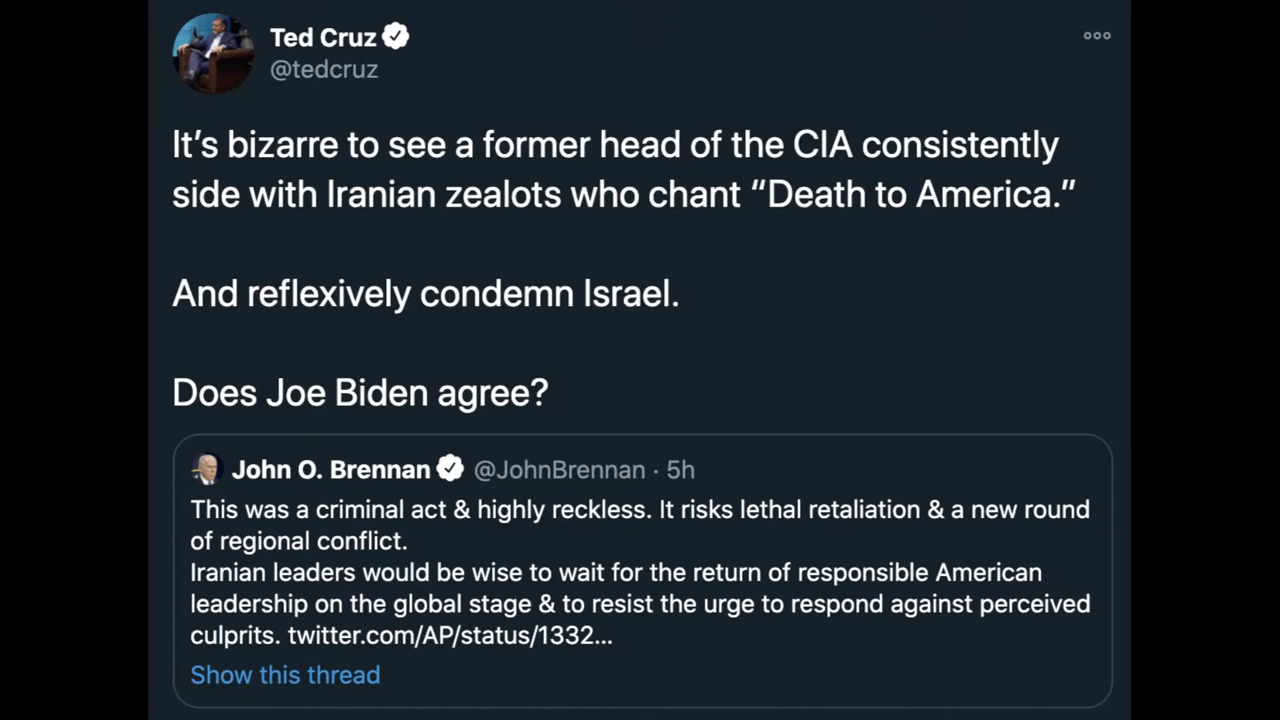 Ted Cruz
@tedcruz
It’s bizarre to see a former head of the CIA consistently
side with Iranian zealots who chant “Death to America.”
And reflexively condemn Israel.
Does Joe Biden agree?
John O. Brennan @JohnBrennan · 5h
This was a criminal act & highly reckless. It risks lethal retaliation & a new round
of regional conflict.
Iranian leaders would be wise to wait for the return of responsible American
leadership on the global stage & to resist the urge to respond against perceived
culprits. twitter.com/AP/status/1332...
Show this thread